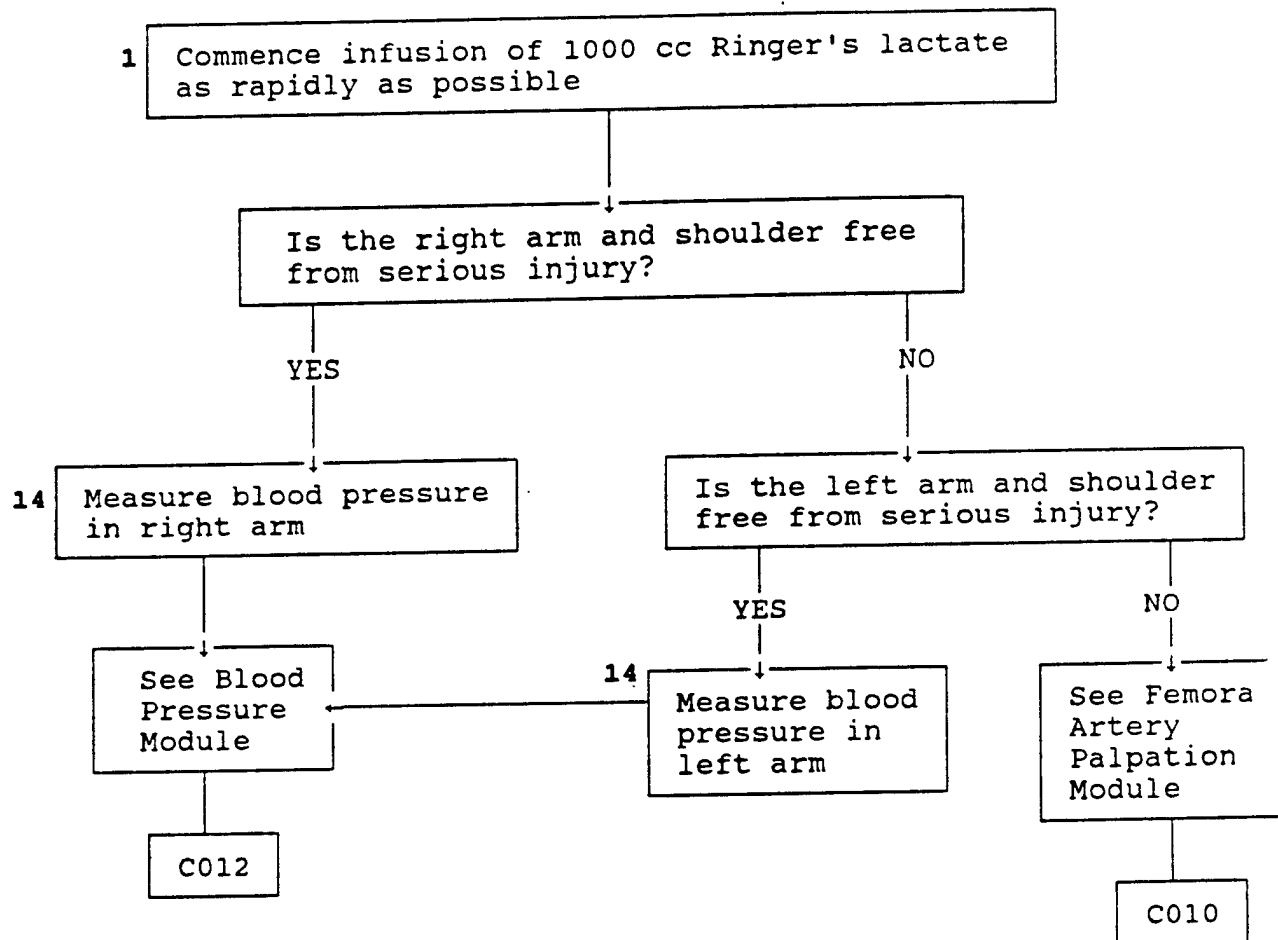 1
Commence infusion of 1000 cc Ringer's lactate
as rapidly as possible
Is the right arm and shoulder free
from serious injury?
YES
NO
14
Measure blood pressure
in right arm
Is the left arm and shoulder
free from serious injury?
YES
NO
See Blood
Pressure
Module
14
Measure blood
pressure in
left arm
See Femora
Artery
Palpation
Module
C012
C010